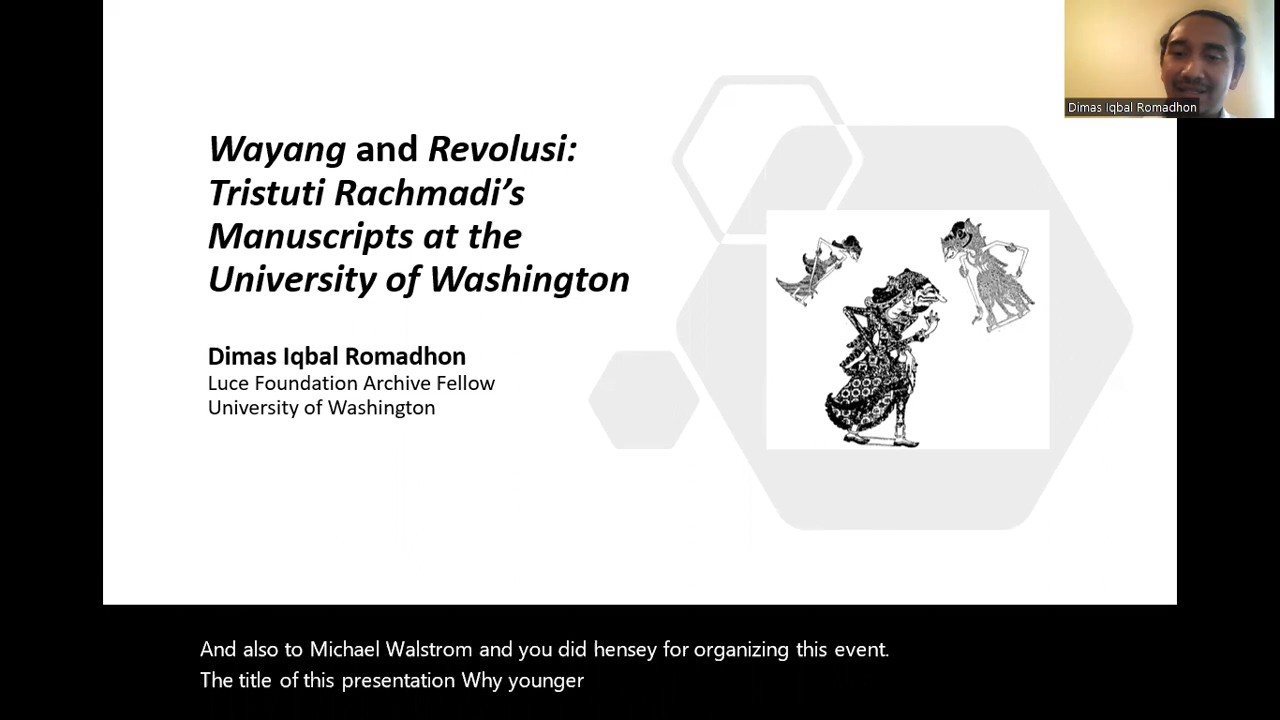 Wayang and Revolusi:
Tristuti Rachmadi’s
Manuscripts at the
University of Washington
Dimas Iqbal Romadhon
Luce Foundation Archive Fellow
University of Washington
Dimas Iqbal Romadhon
And also to Michael Walstrom and you did hensey for organizing this event.
The title of this presentation Why younger